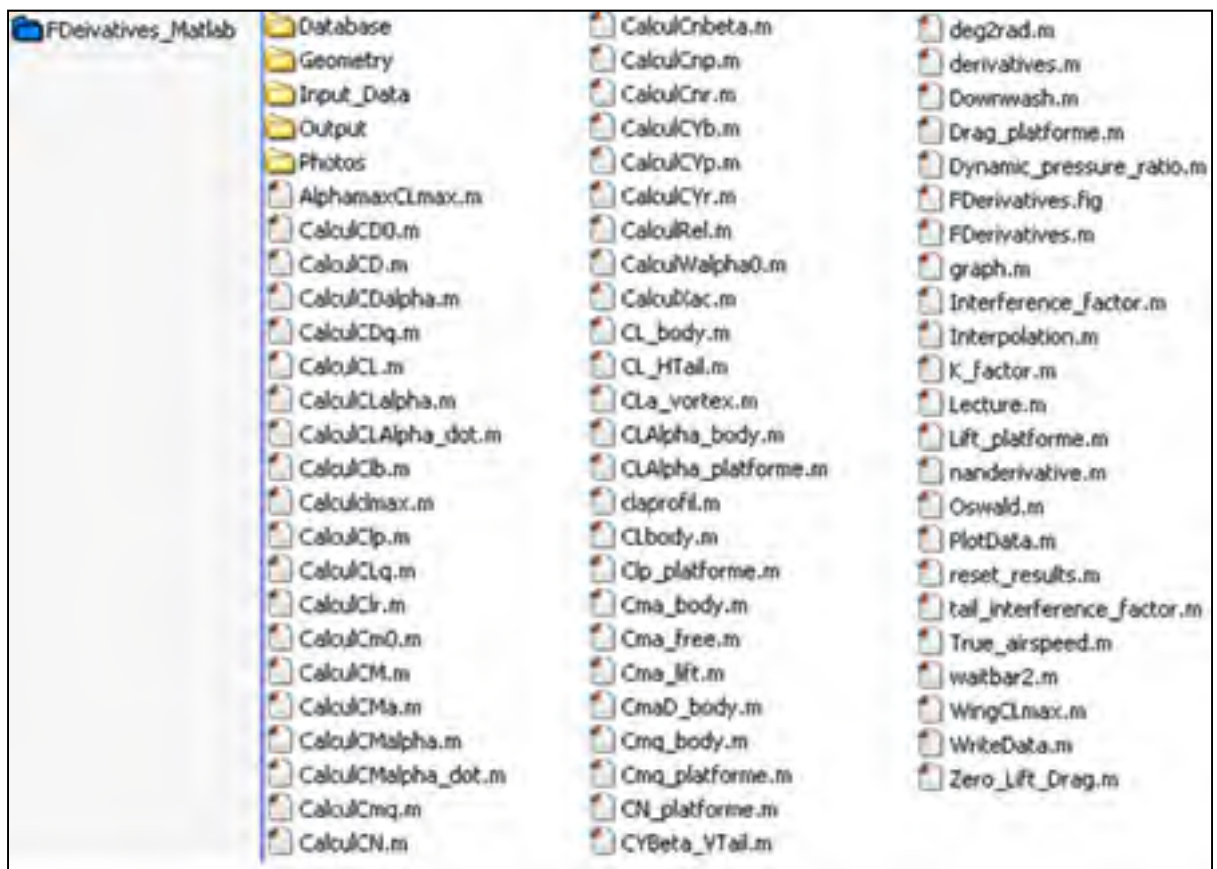 FDeivatives_Matlab
Database
Geometry
Input_Data
Output
Photos
AlphamaxCLmax.m
CalculCD0.m
CalculCD.m
CalculCDalpha.m
CalculCDq.m
CalculCL.m
CalculCLalpha.m
CalculCLAlpha_dot.m
CalculClb.m
Calculclmax.m
CalculClp.m
CalculCLq.m
CalculClr.m
CalculCm0.m
CalculCM.m
CalculCMa.m
CalculCMalpha.m
CalculCMalpha_dot.m
CalculCmq.m
CalculCN.m
CalculCnbeta.m
CalculCnp.m
CalculCnr.m
CalculCYb.m
CalculCYp.m
CalculCYr.m
CalculRel.m
CalculWalpha0.m
CalculXac.m
CL_body.m
CL_HTail.m
CLa_vortex.m
CLAlpha_body.m
CLAlpha_platforme.m
claprofil.m
CLbody.m
Clp_platforme.m
Cma_body.m
Cma_free.m
Cma_lift.m
CmaD_body.m
Cmq_body.m
Cmq_platforme.m
CN_platforme.m
CYBeta_VTail.m
deg2rad.m
derivatives.m
Downwash.m
Drag_platforme.m
Dynamic_pressure_ratio.m
FDerivatives.fig
FDerivatives.m
graph.m
Interference_factor.m
Interpolation.m
K_factor.m
Lecture.m
Lift_platforme.m
nanderivative.m
Oswald.m
PlotData.m
reset_results.m
tail_interference_factor.m
True_airspeed.m
waitbar2.m
WingCLmax.m
WriteData.m
Zero_Lift_Drag.m